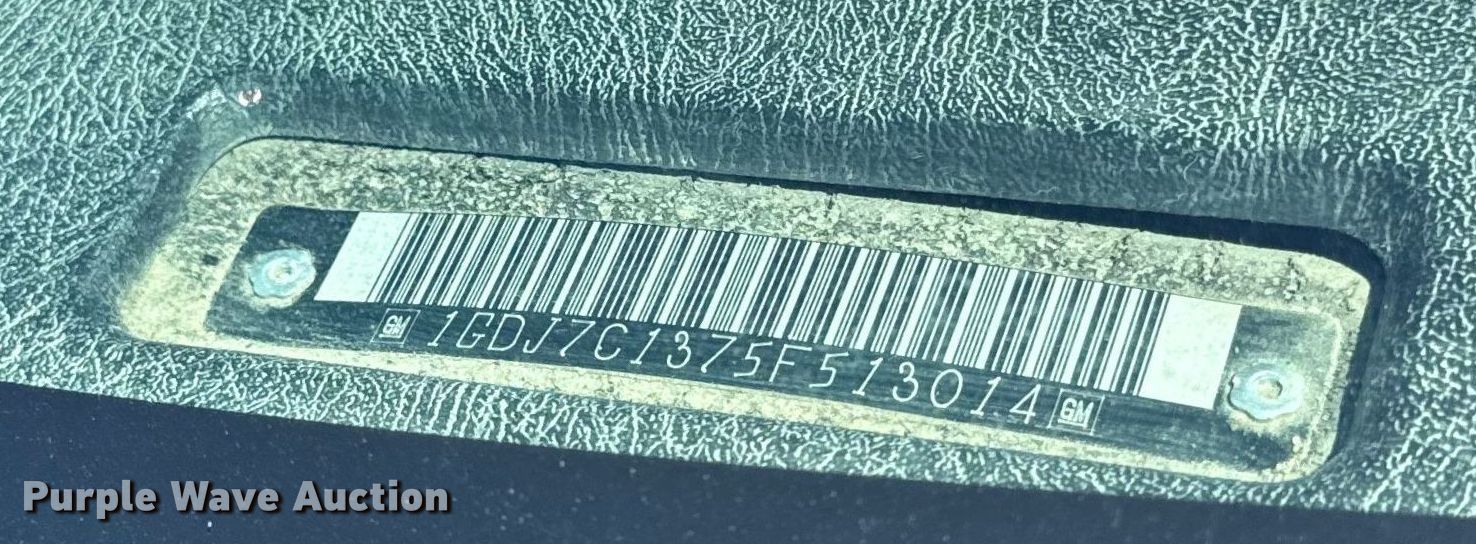 GM 1GDJ7C1375F513014 GM
Purple Wave Auction